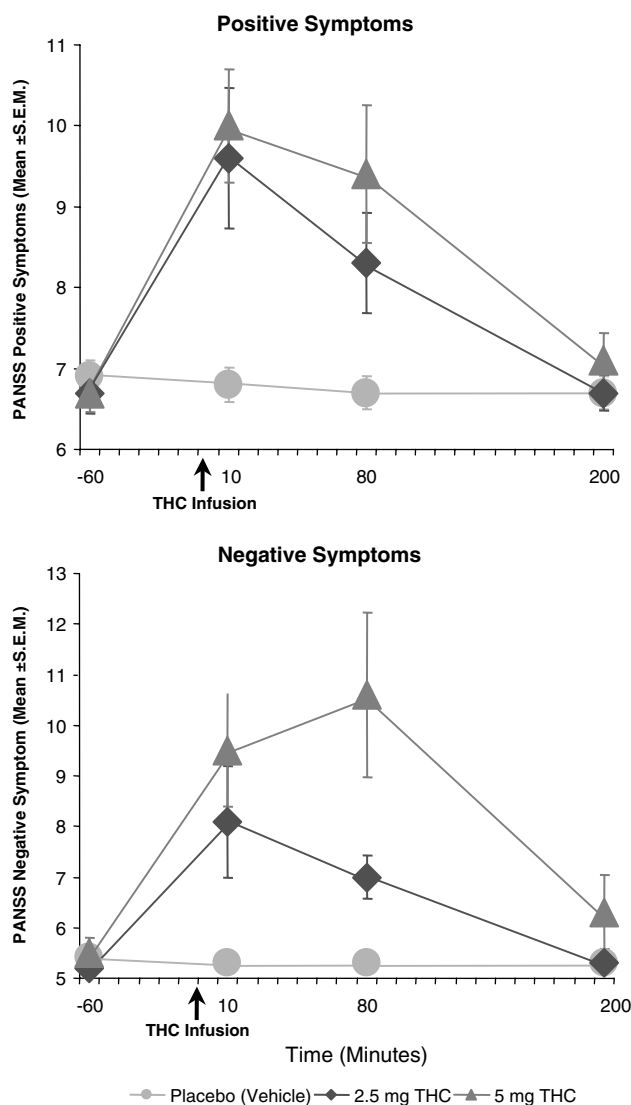 Positive Symptoms
PANSS Positive Symptoms (Mean ±S.E.M.)
11
10
9
8
7
6
-60 10 80 200
THC Infusion
Negative Symptoms
PANSS Negative Symptom (Mean ±S.E.M.)
13
12
11
10
9
8
7
6
5
-60 10 80 200
THC Infusion
Time (Minutes)
Placebo (Vehicle) 2.5 mg THC 5 mg THC